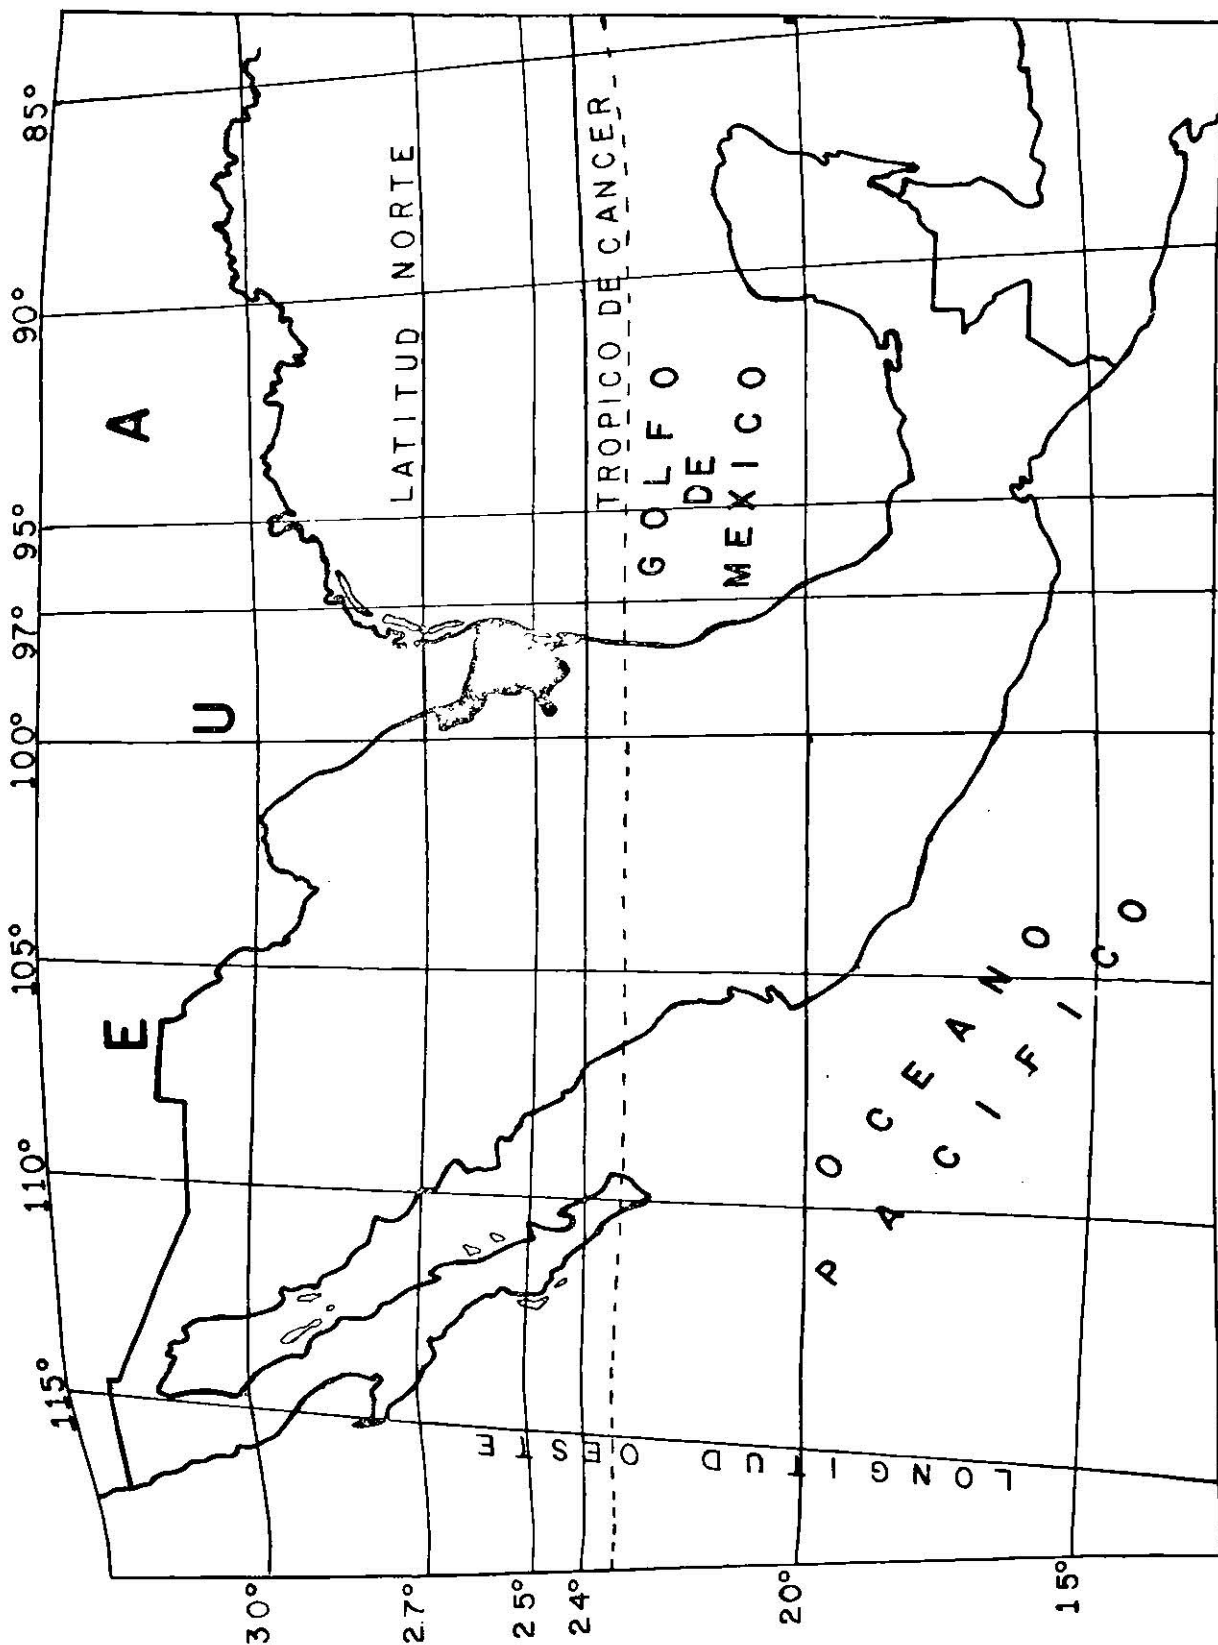 115°
110°
105°
100°
97°
95°
90°
85°
E U A
30°
27°
25°
24°
20°
15°
LATITUD NORTE
TROPICO DE CANCER
GOLFO
DE
MEXICO
OCEANO
PACIFICO
LONGITUD OESTE